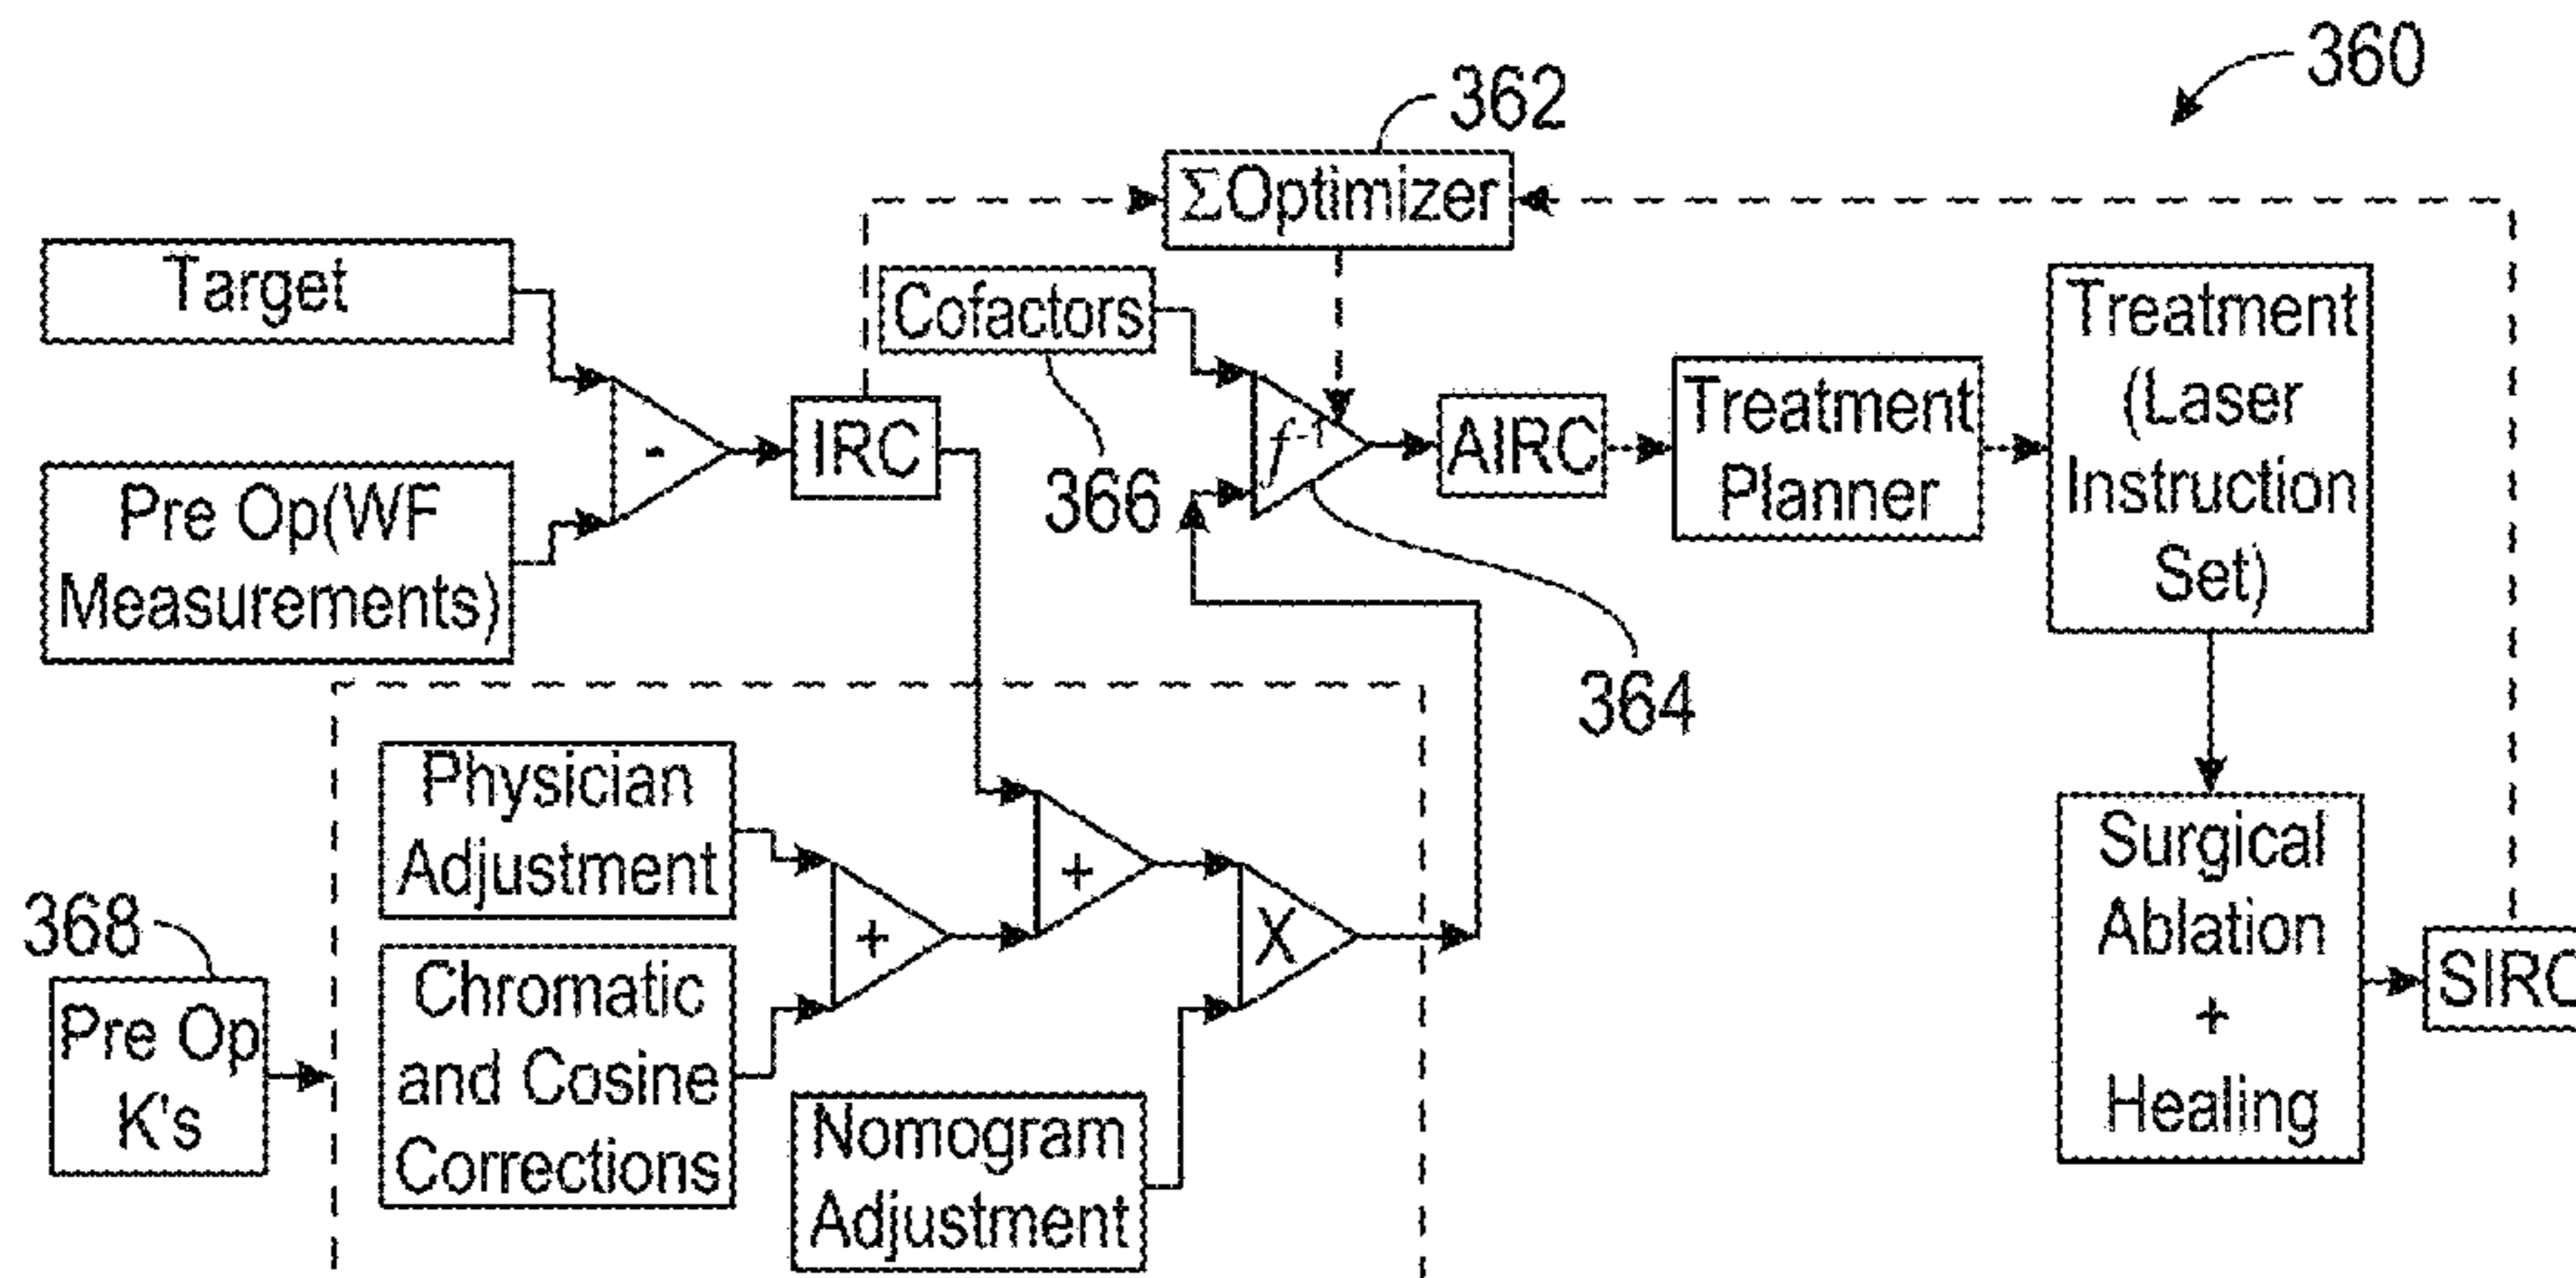 360
362
ΣOptimizer
Target
Cofactors
366
Pre Op(WF
Measurements)
-
IRC
f-1
364
AIRC
Treatment
Planner
Treatment
(Laser
Instruction
Set)
Physician
Adjustment
Chromatic
and Cosine
Corrections
+
+
X
Nomogram
Adjustment
368
Pre Op
K's
Surgical
Ablation
+
Healing
SIRC